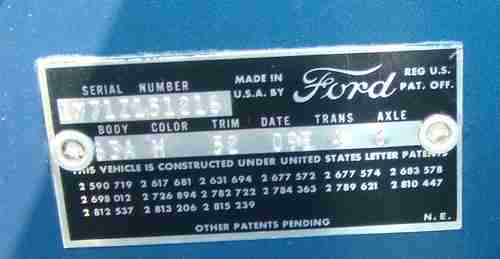 SERIAL NUMBER MADE IN U.S.A. BY Ford REG U.S. PAT. OFF.
BODY COLOR TRIM DATE TRANS AXLE
THIS VEHICLE IS CONSTRUCTED UNDER UNITED STATES LETTER PATENTS
2 590 719 2 617 681 2 631 694 2 677 572 2 677 574 2 683 578
2 698 012 2 726 894 2 782 722 2 784 363 2 789 621 2 810 447
2 812 537 2 815 206 2 815 239
OTHER PATENTS PENDING N.E.